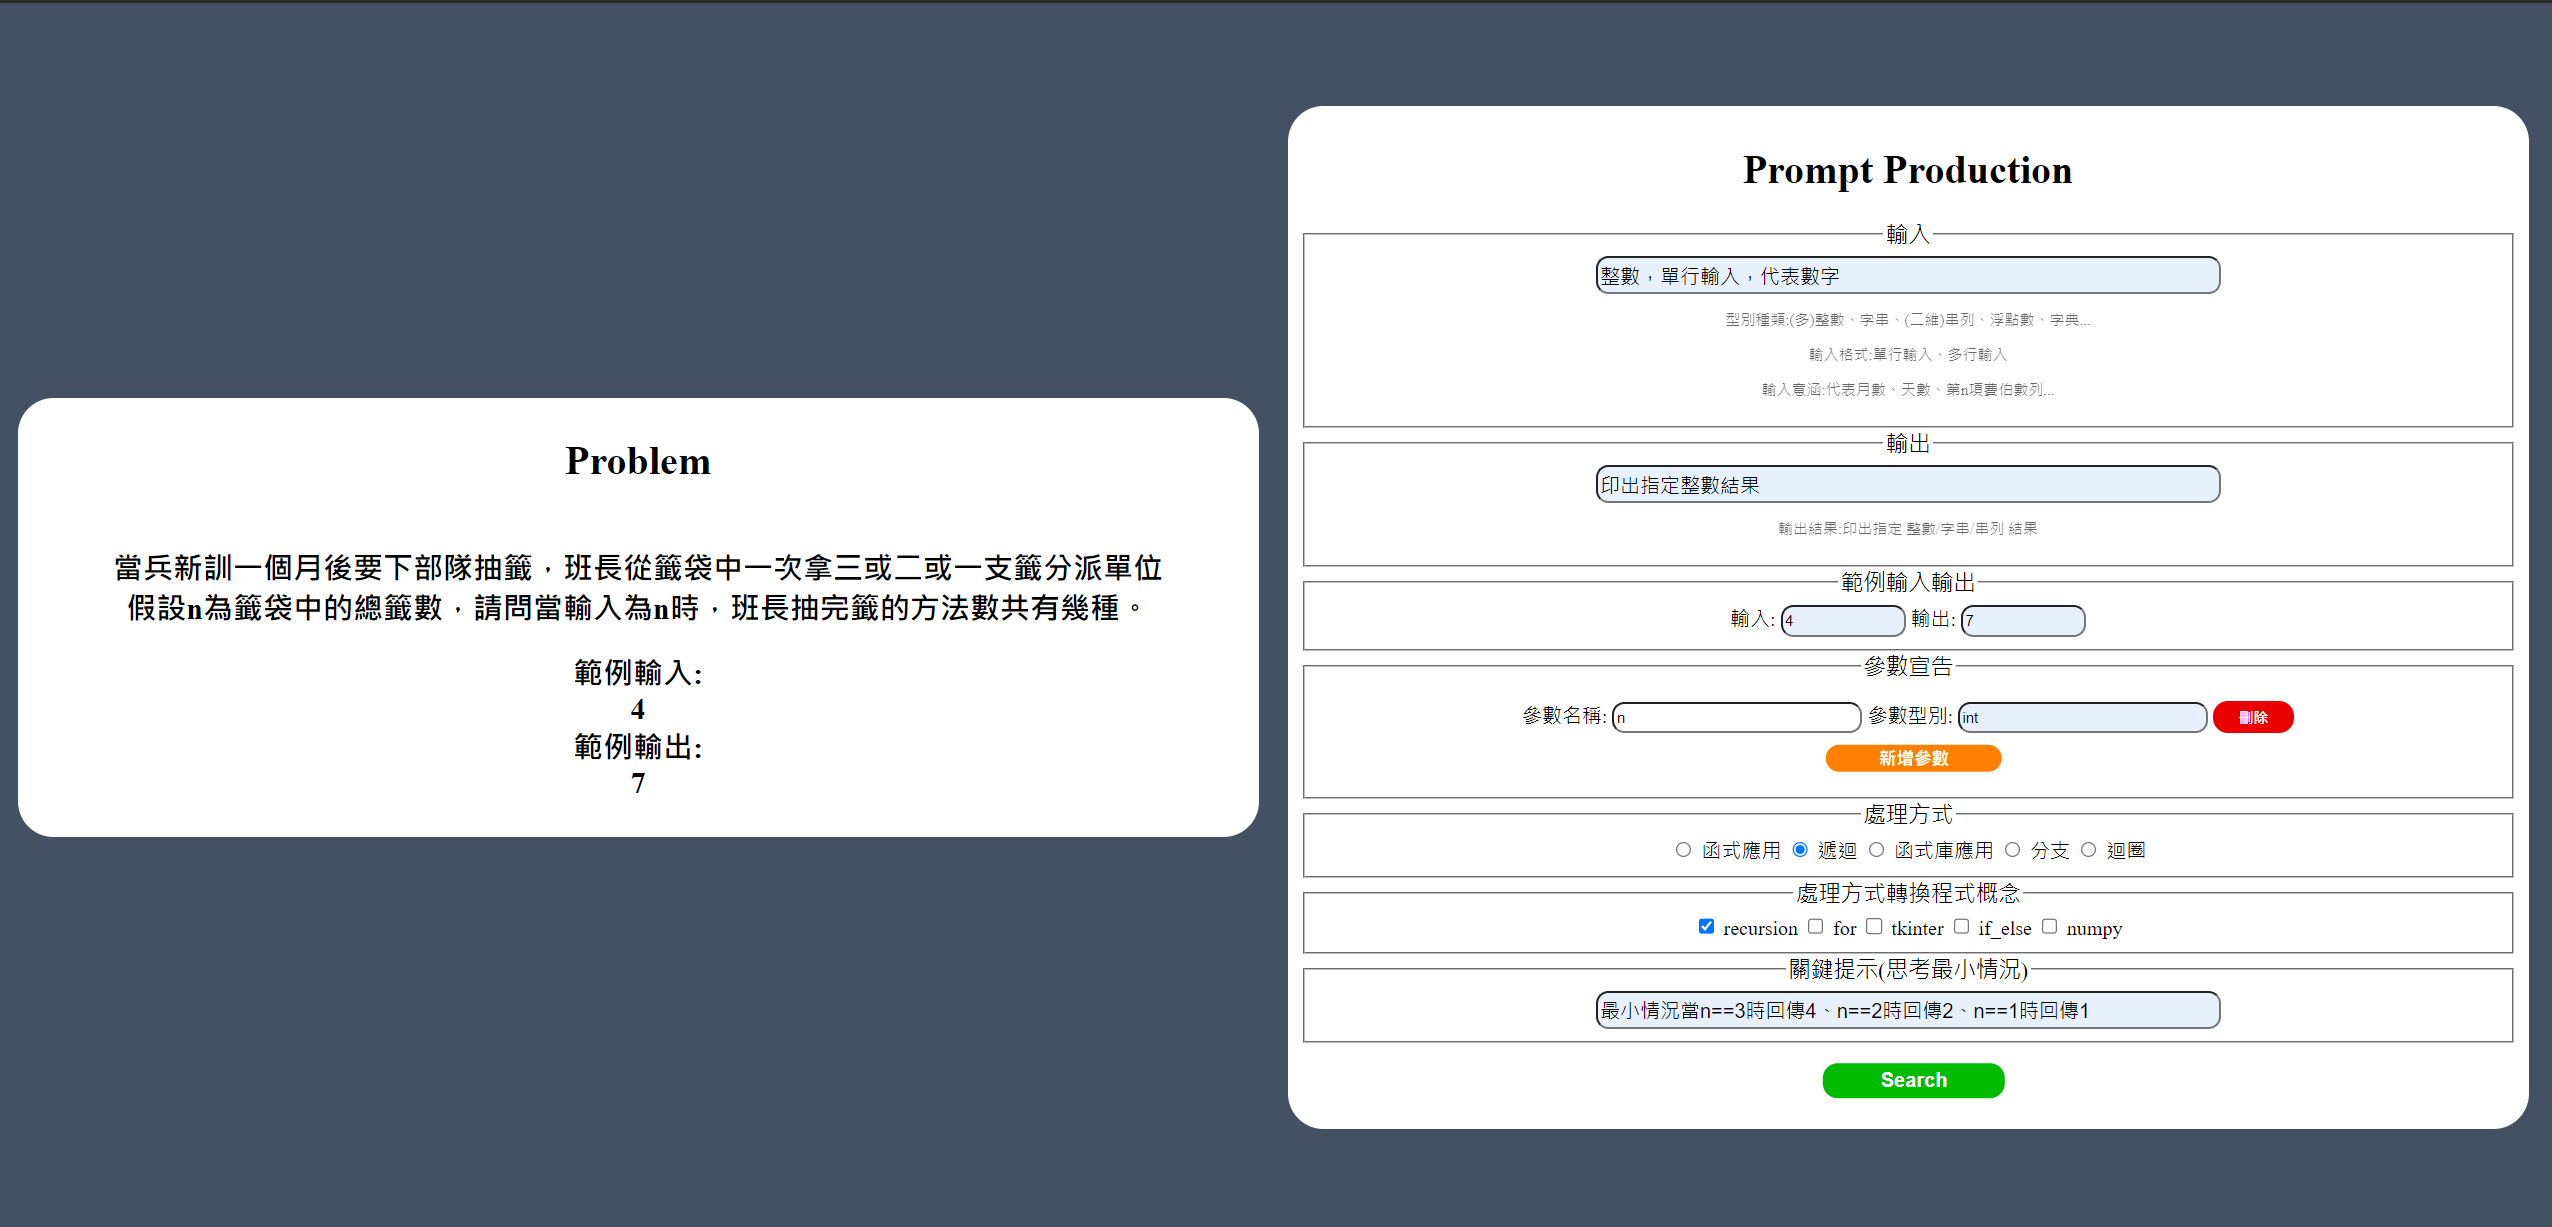 Problem
當兵新訓一個月後要下部隊抽籤，班長從籤袋中一次拿三或二或一支籤分派單位
假設n為籤袋中的總籤數，請問當輸入為n時，班長抽完籤的方法數共有幾種。
範例輸入:
4
範例輸出:
7
Prompt Production
輸入
整數，單行輸入，代表數字
型別種類:(多)整數、字串、(二維)串列、浮點數、字典...
輸入格式:單行輸入、多行輸入
輸入意涵:代表月數、天數、第n項費伯數列...
輸出
印出指定整數結果
輸出結果:印出指定 整數/字串/串列 結果
範例輸入輸出
輸入: 4 輸出: 7
參數宣告
參數名稱: n 參數型別: int 刪除
新增參數
處理方式
函式應用 遞迴 函式庫應用 分支 迴圈
處理方式轉換程式概念
recursion for tkinter if_else numpy
關鍵提示(思考最小情況)
最小情況當n==3時回傳4、n==2時回傳2、n==1時回傳1
Search